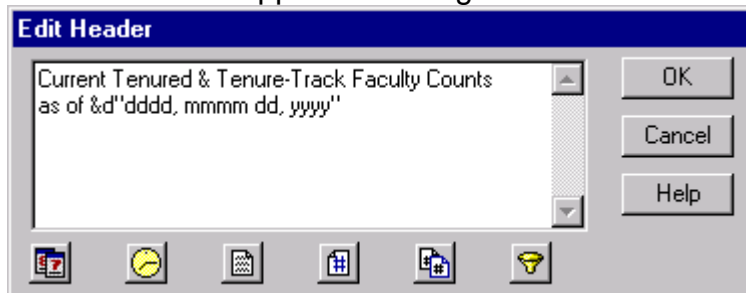 Edit Header
Current Tenured & Tenure-Track Faculty Counts
as of &d"dddd, mmmm dd, yyyy"
OK
Cancel
Help